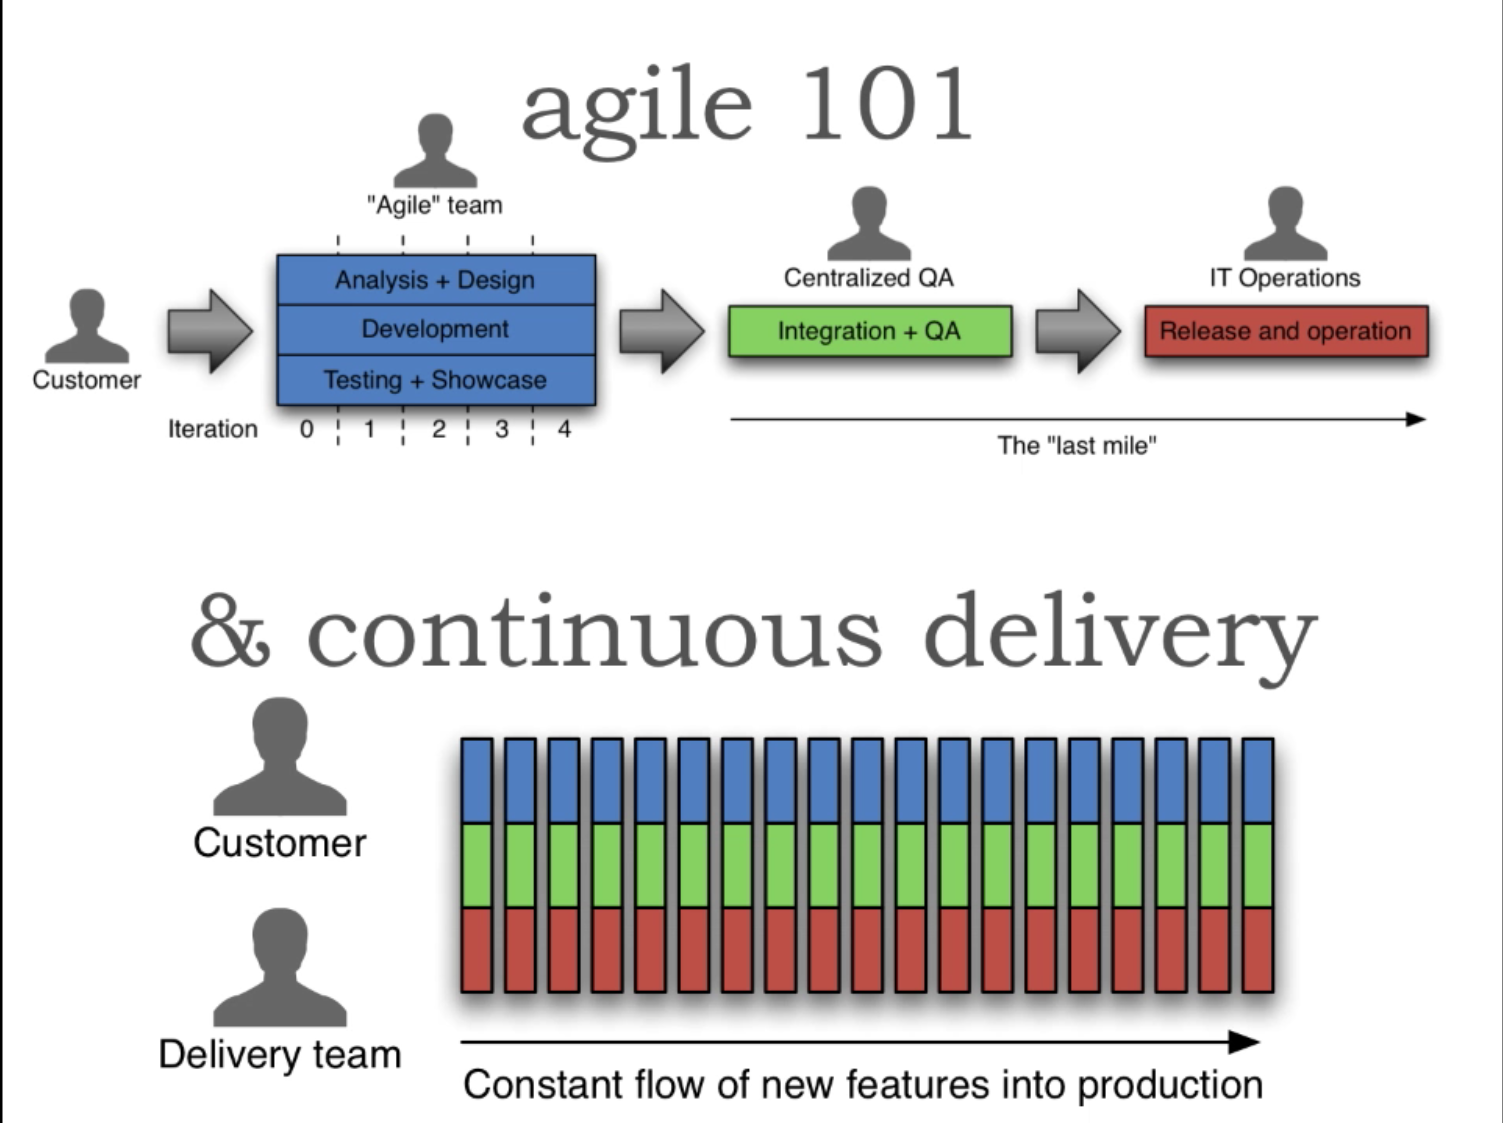 agile 101
"Agile" team
Centralized QA
IT Operations
Analysis + Design
Development
Testing + Showcase
Integration + QA
Release and operation
Customer
Iteration 0 1 2 3 4
The "last mile"
& continuous delivery
Customer
Delivery team
Constant flow of new features into production